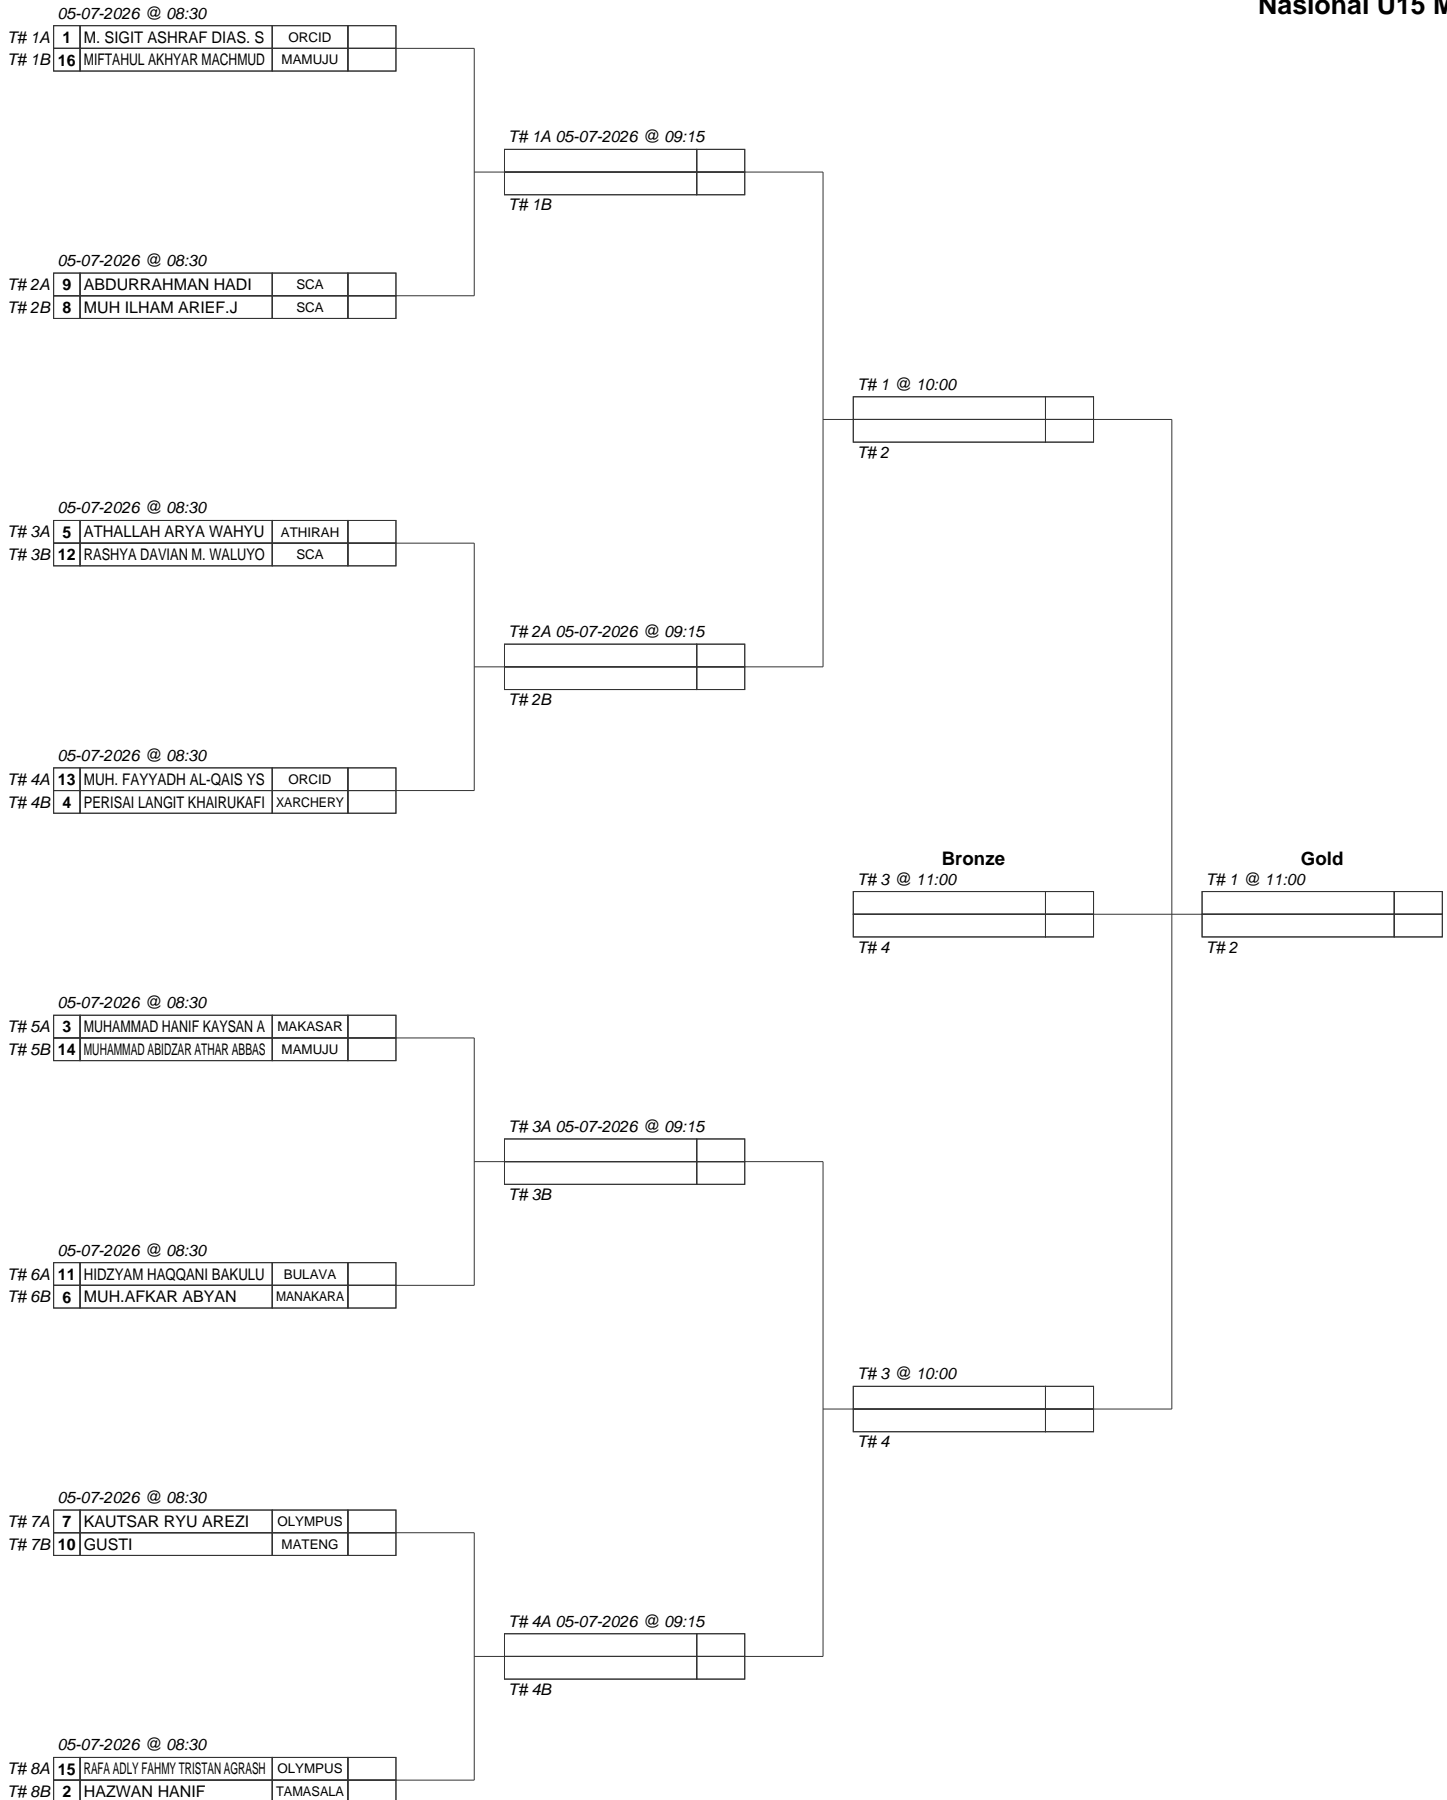 Nasional U15 M
05-07-2026 @ 08:30
T# 1A 1 M. SIGIT ASHRAF DIAS. S ORCID
T# 1B 16 MIFTAHUL AKHYAR MACHMUD MAMUJU
T# 1A 05-07-2026 @ 09:15
T# 1B
05-07-2026 @ 08:30
T# 2A 9 ABDURRAHMAN HADI SCA
T# 2B 8 MUH ILHAM ARIEF.J SCA
T# 1 @ 10:00
T# 2
05-07-2026 @ 08:30
T# 3A 5 ATHALLAH ARYA WAHYU ATHIRAH
T# 3B 12 RASHYA DAVIAN M. WALUYO SCA
T# 2A 05-07-2026 @ 09:15
T# 2B
05-07-2026 @ 08:30
T# 4A 13 MUH. FAYYADH AL-QAIS YS ORCID
T# 4B 4 PERISAI LANGIT KHAIRUKAFI XARCHERY
Bronze Gold
T# 3 @ 11:00 T# 1 @ 11:00
T# 4 T# 2
05-07-2026 @ 08:30
T# 5A 3 MUHAMMAD HANIF KAYSAN A MAKASAR
T# 5B 14 MUHAMMAD ABIDZAR ATHAR ABBAS MAMUJU
T# 3A 05-07-2026 @ 09:15
T# 3B
05-07-2026 @ 08:30
T# 6A 11 HIDZYAM HAQQANI BAKULU BULAVA
T# 6B 6 MUH.AFKAR ABYAN MANAKARA
T# 3 @ 10:00
T# 4
05-07-2026 @ 08:30
T# 7A 7 KAUTSAR RYU AREZI OLYMPUS
T# 7B 10 GUSTI MATENG
T# 4A 05-07-2026 @ 09:15
T# 4B
05-07-2026 @ 08:30
T# 8A 15 RAFA ADLY FAHMY TRISTAN AGRASH OLYMPUS
T# 8B 2 HAZWAN HANIF TAMASALA